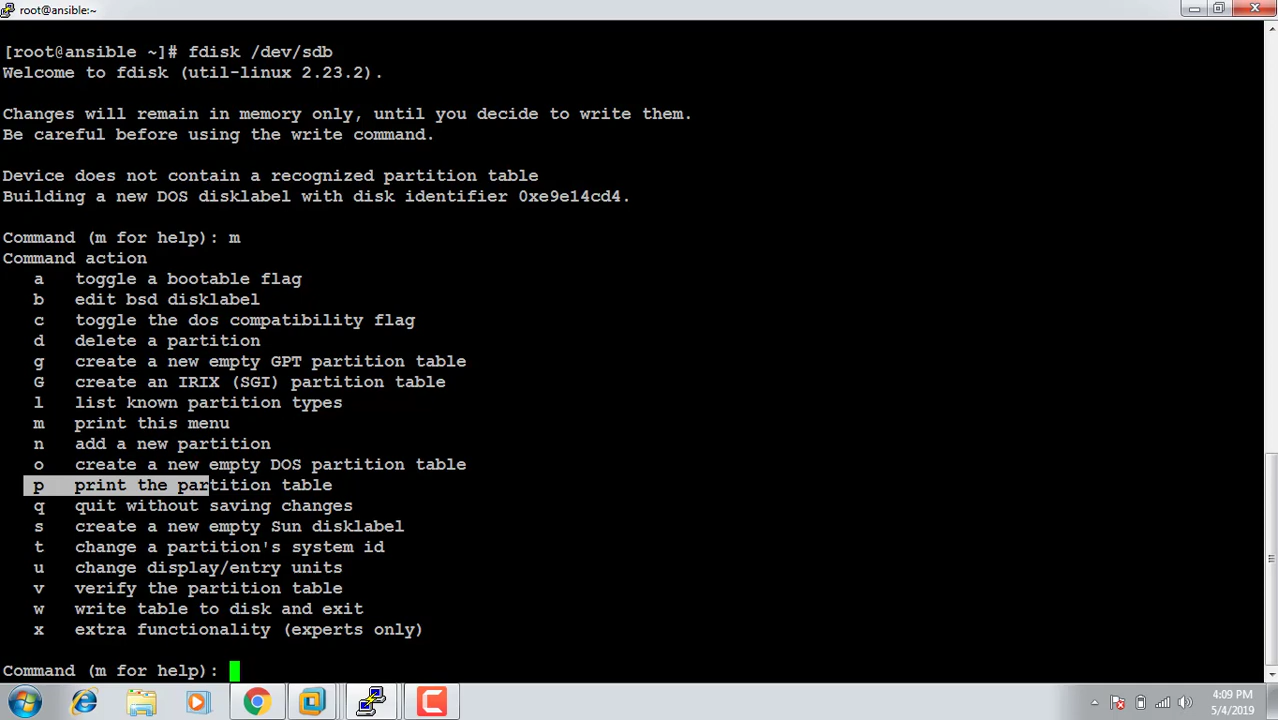 root@ansible:~
[root@ansible ~]# fdisk /dev/sdb
Welcome to fdisk (util-linux 2.23.2).
Changes will remain in memory only, until you decide to write them.
Be careful before using the write command.
Device does not contain a recognized partition table
Building a new DOS disklabel with disk identifier 0xe9e14cd4.
Command (m for help): m
Command action
a   toggle a bootable flag
b   edit bsd disklabel
c   toggle the dos compatibility flag
d   delete a partition
g   create a new empty GPT partition table
G   create an IRIX (SGI) partition table
l   list known partition types
m   print this menu
n   add a new partition
o   create a new empty DOS partition table
p   print the partition table
q   quit without saving changes
s   create a new empty Sun disklabel
t   change a partition's system id
u   change display/entry units
v   verify the partition table
w   write table to disk and exit
x   extra functionality (experts only)
Command (m for help):
4:09 PM
5/4/2019